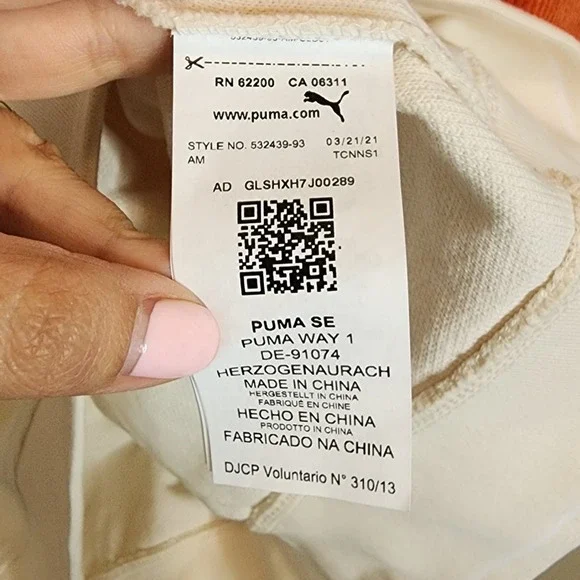 RN 62200 CA 06311
www.puma.com
STYLE NO. 532439-93 03/21/21
AM TCNNS1
AD GLSHXH7J00289
PUMA SE
PUMA WAY 1
DE-91074
HERZOGENAURACH
MADE IN CHINA
HERGESTELLT IN CHINA
FABRIQUÉ EN CHINE
HECHO EN CHINA
PRODOTTO IN CHINA
FABRICADO NA CHINA
DJCP Voluntario N° 310/13